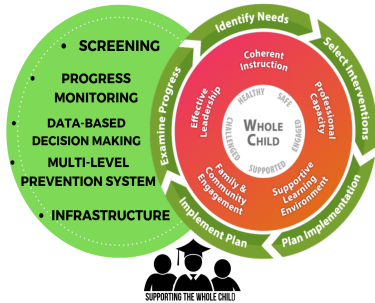 • SCREENING
• PROGRESS
MONITORING
• DATA-BASED
DECISION MAKING
• MULTI-LEVEL
PREVENTION SYSTEM
• INFRASTRUCTURE
Identify Needs
Select Interventions
Plan Implementation
Implement Plan
Examine Progress
Coherent
Instruction
Professional
Capacity
Supportive
Learning
Environment
Family &
Community
Engagement
Effective
Leadership
HEALTHY
SAFE
ENGAGED
SUPPORTED
CHALLENGED
WHOLE
CHILD
SUPPORTING THE WHOLE CHILD